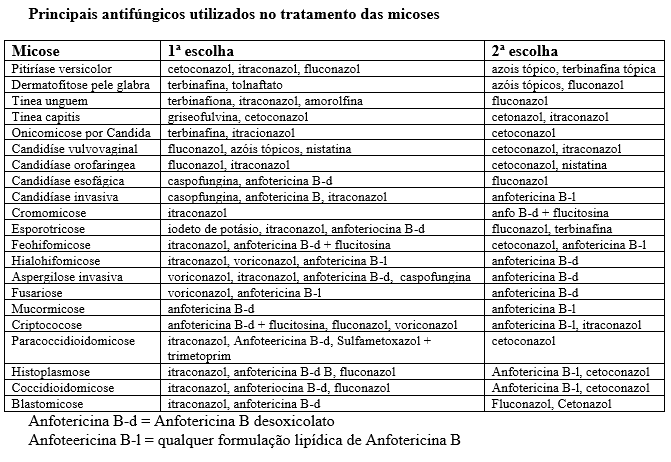 Principais antifúngicos utilizados no tratamento das micoses
Micose 1ª escolha 2ª escolha
Pitiríase versicolor cetoconazol, itraconazol, fluconazol azois tópico, terbinafina tópica
Dermatofitose pele glabra terbinafina, tolnaftato azóis tópicos, fluconazol
Tinea unguem terbinafiona, itraconazol, amorolfína fluconazol
Tinea capitis griseofulvina, cetoconazol cetonazol, itraconazol
Onicomicose por Candida terbinafina, itracionazol cetoconazol
Candidíse vulvovaginal fluconazol, azóis tópicos, nistatina cetoconazol, itraconazol
Candidíase orofaringea fluconazol, itraconazol cetoconazol, nistatina
Candidíase esofágica caspofungina, anfotericina B-d fluconazol
Candidíase invasiva casopfungina, anfotericina B, itraconazol anfotericina B-l
Cromomicose itraconazol anfo B-d + flucitosina
Esporotricose iodeto de potásio, itraconazol, anfoteriocina B-d fluconazol, terbinafina
Feohifomicose itraconazol, anfotericina B-d + flucitosina cetoconazol, anfotericina B-l
Hialohifomicose itraconazol, voriconazol, anfotericina B-l anfotericina B-d
Aspergilose invasiva voriconazol, itraconazol, anfotericina B-d, caspofungina anfotericina B-d
Fusariose voriconazol, anfotericina B-l anfotericina B-d
Mucormicose anfotericina B-d anfotericina B-l
Criptococose anfotericina B-d + flucitosina, fluconazol, voriconazol anfotericina B-l, itraconazol
Paracoccidioidomicose itraconazol, Anfoteericina B-d, Sulfametoxazol + cetoconazol
trimetoprim
Histoplasmose itraconazol, anfotericina B-d B, fluconazol Anfotericina B-l, cetoconazol
Coccidioidomicose itraconazol, anfoteriocina B-d, fluconazol Anfotericina B-l, cetoconazol
Blastomicose itraconazol, anfotericina B-d Fluconazol, Cetonazol
Anfotericina B-d = Anfotericina B desoxicolato
Anfoteericina B-l = qualquer formulação lipídica de Anfotericina B